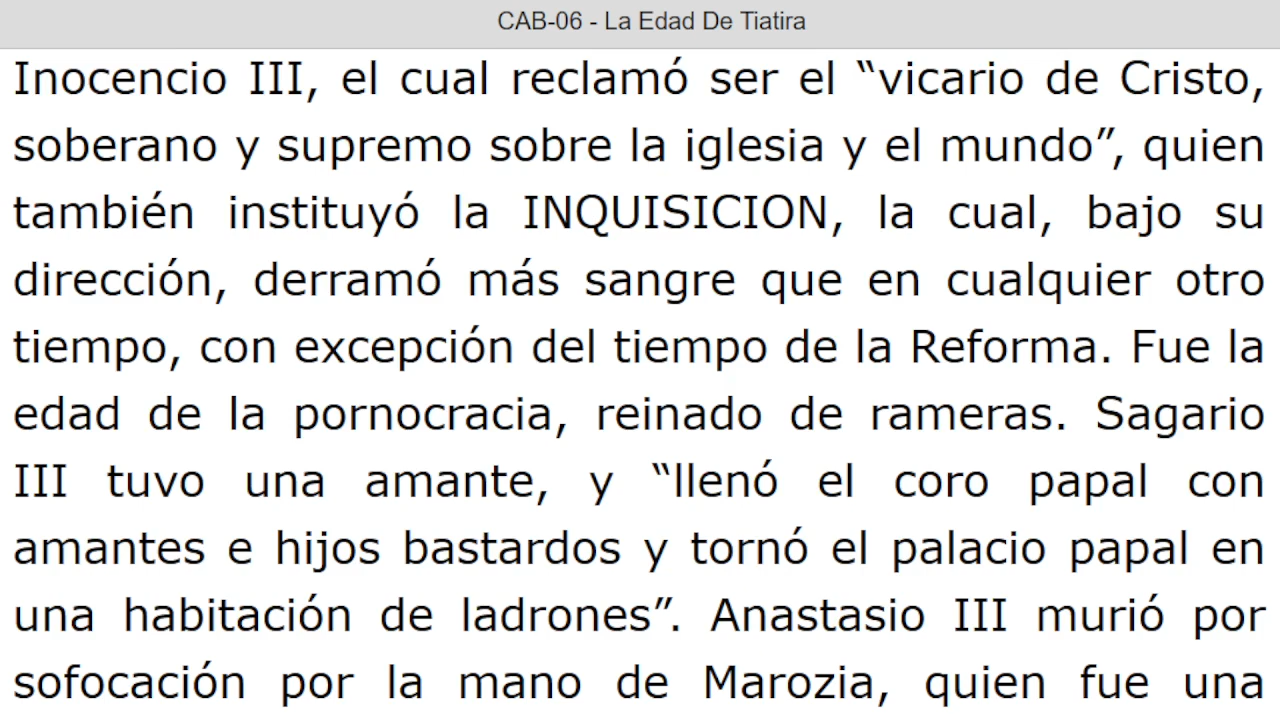 CAB-06 - La Edad De Tiatira
Inocencio III, el cual reclamó ser el “vicario de Cristo,
soberano y supremo sobre la iglesia y el mundo”, quien
también instituyó la INQUISICION, la cual, bajo su
dirección, derramó más sangre que en cualquier otro
tiempo, con excepción del tiempo de la Reforma. Fue la
edad de la pornocracia, reinado de rameras. Sagario
III tuvo una amante, y “llenó el coro papal con
amantes e hijos bastardos y tornó el palacio papal en
una habitación de ladrones”. Anastasio III murió por
sofocación por la mano de Marozia, quien fue una